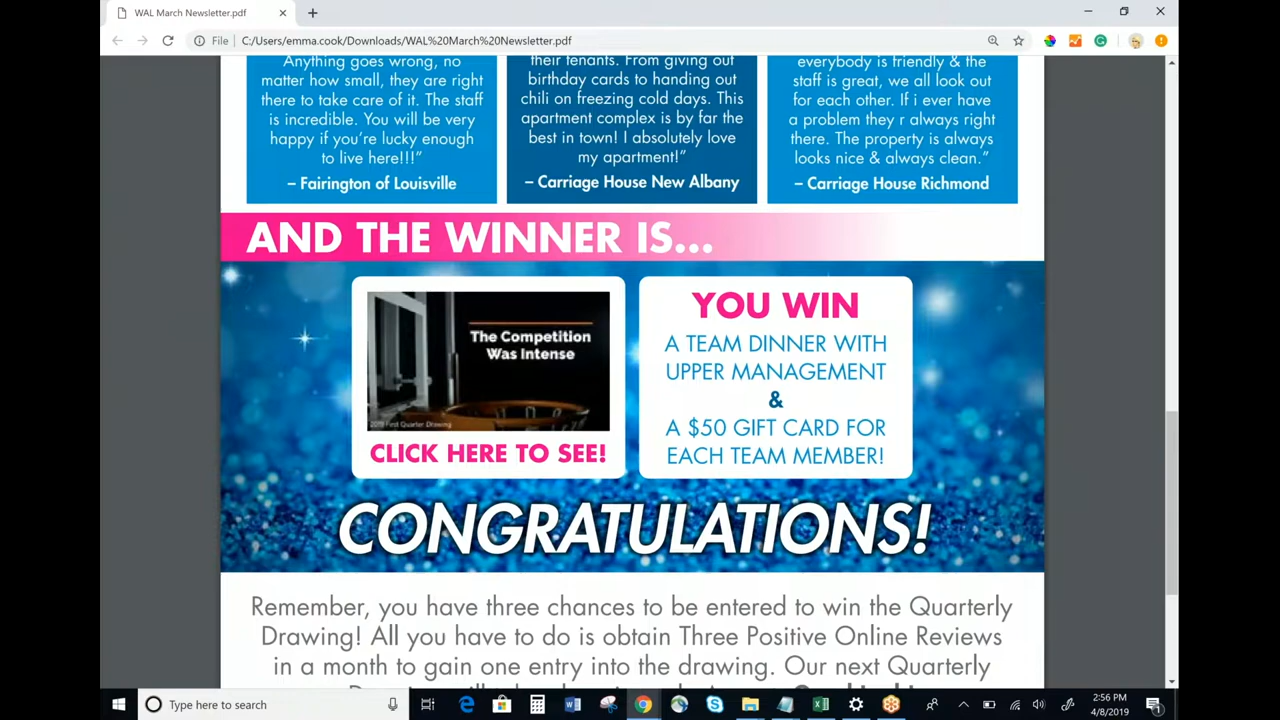 WAL March Newsletter.pdf
File
C:/Users/emma.cook/Downloads/WAL%20March%20Newsletter.pdf
Anything goes wrong, no
matter how small, they are right
there to take care of it. The staff
is incredible. You will be very
happy if you're lucky enough
to live here!!!"
– Fairington of Louisville
their tenants. From giving out
birthday cards to handing out
chili on freezing cold days. This
apartment complex is by far the
best in town! I absolutely love
my apartment!"
– Carriage House New Albany
everybody is friendly & the
staff is great, we all look out
for each other. If i ever have
a problem they r always right
there. The property is always
looks nice & always clean."
– Carriage House Richmond
AND THE WINNER IS...
The Competition
Was Intense
2019 First Quarter Drawing
CLICK HERE TO SEE!
YOU WIN
A TEAM DINNER WITH
UPPER MANAGEMENT
&
A $50 GIFT CARD FOR
EACH TEAM MEMBER!
CONGRATULATIONS!
Remember, you have three chances to be entered to win the Quarterly
Drawing! All you have to do is obtain Three Positive Online Reviews
in a month to gain one entry into the drawing. Our next Quarterly
Type here to search
2:56 PM
4/8/2019